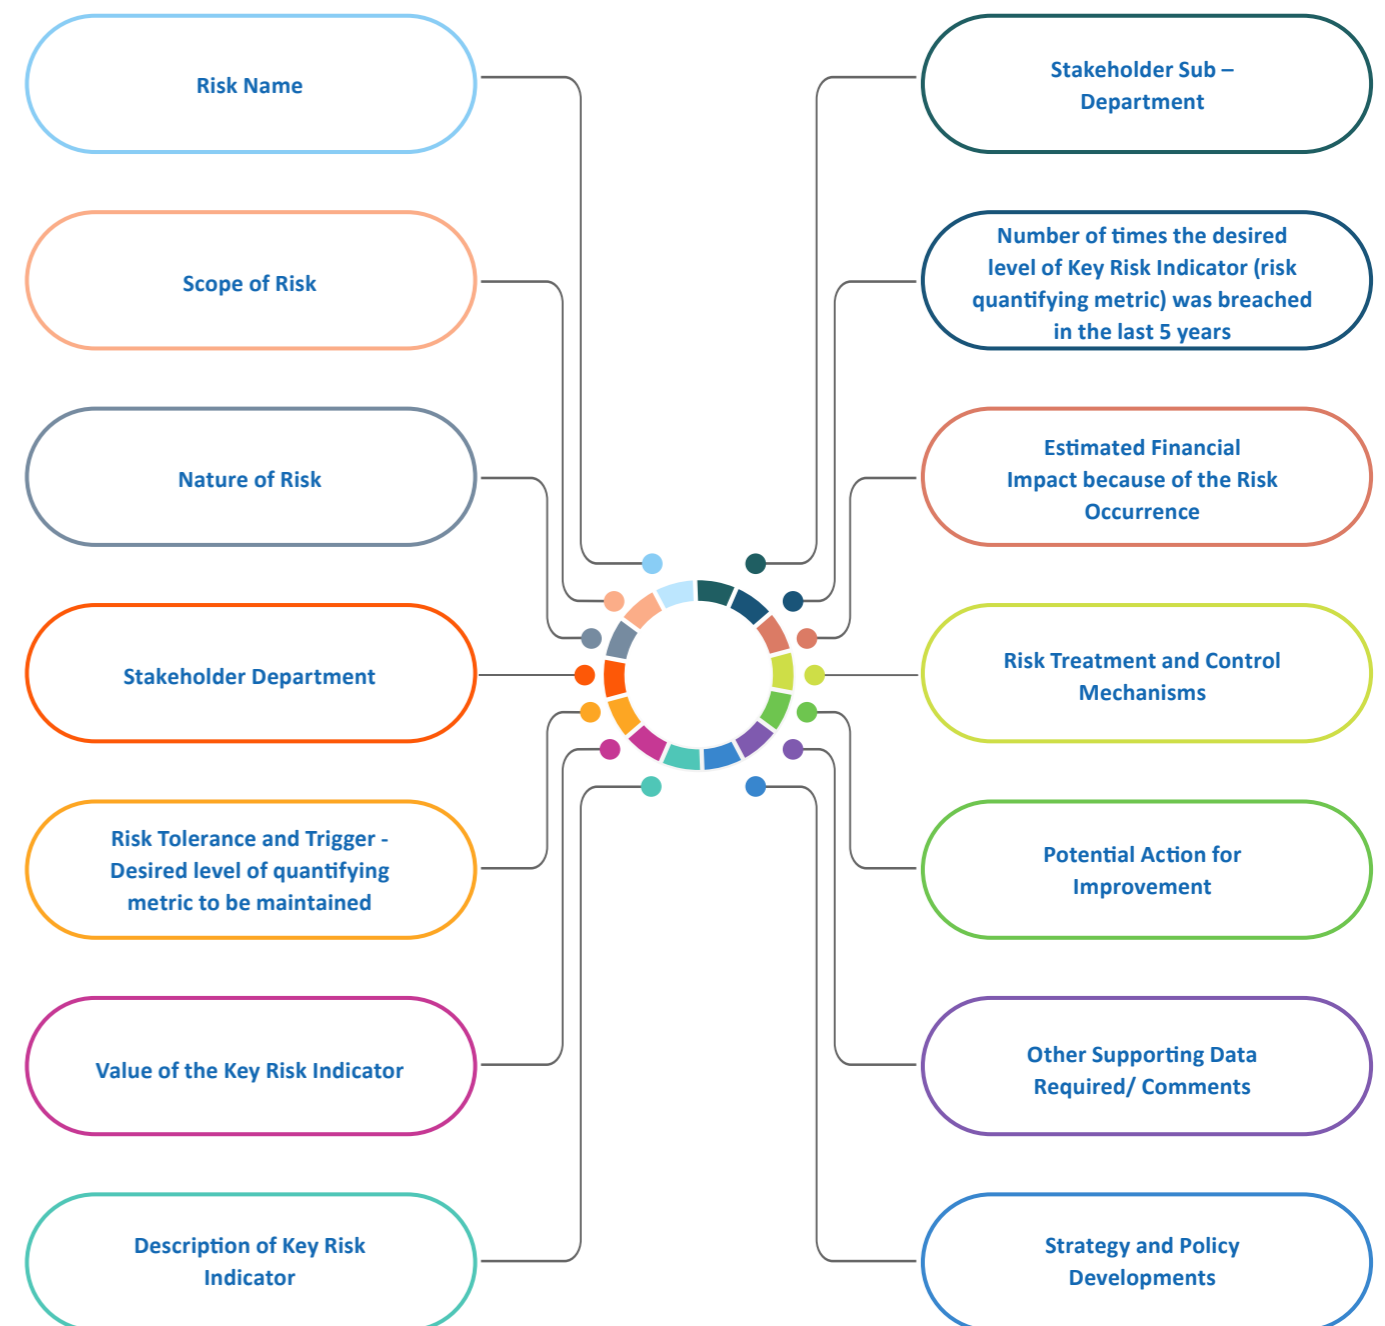 Risk Name
Scope of Risk
Nature of Risk
Stakeholder Department
Risk Tolerance and Trigger -
Desired level of quantifying
metric to be maintained
Value of the Key Risk Indicator
Description of Key Risk
Indicator
Stakeholder Sub –
Department
Number of times the desired
level of Key Risk Indicator (risk
quantifying metric) was breached
in the last 5 years
Estimated Financial
Impact because of the Risk
Occurrence
Risk Treatment and Control
Mechanisms
Potential Action for
Improvement
Other Supporting Data
Required/ Comments
Strategy and Policy
Developments